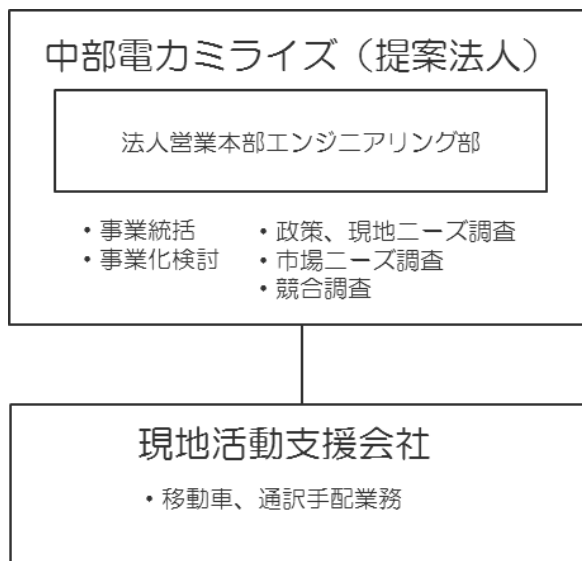 中部電力ミライズ（提案法人）
法人営業本部エンジニアリング部
・事業統括
・事業化検討
・政策、現地ニーズ調査
・市場ニーズ調査
・競合調査
現地活動支援会社
・移動車、通訳手配業務